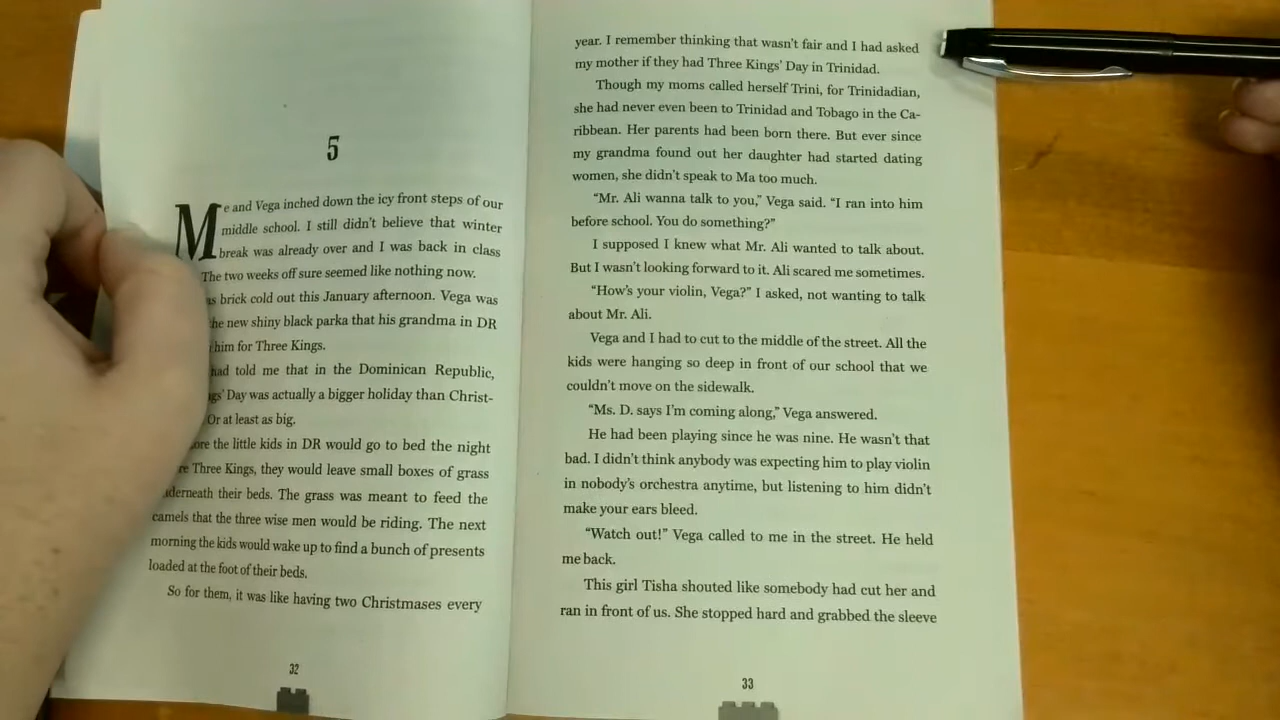 5
Me and Vega inched down the icy front steps of our
middle school. I still didn't believe that winter
break was already over and I was back in class
The two weeks off sure seemed like nothing now.
brick cold out this January afternoon. Vega was
new shiny black parka that his grandma in DR
him for Three Kings.
had told me that in the Dominican Republic,
Day was actually a bigger holiday than Christ-
Or at least as big.
the little kids in DR would go to bed the night
Three Kings, they would leave small boxes of grass
underneath their beds. The grass was meant to feed the
camels that the three wise men would be riding. The next
morning the kids would wake up to find a bunch of presents
loaded at the foot of their beds.
So for them, it was like having two Christmases every
32
year. I remember thinking that wasn't fair and I had asked
my mother if they had Three Kings' Day in Trinidad.
Though my moms called herself Trini, for Trinidadian,
she had never even been to Trinidad and Tobago in the Ca-
ribbean. Her parents had been born there. But ever since
my grandma found out her daughter had started dating
women, she didn't speak to Ma too much.
"Mr. Ali wanna talk to you," Vega said. "I ran into him
before school. You do something?"
I supposed I knew what Mr. Ali wanted to talk about.
But I wasn't looking forward to it. Ali scared me sometimes.
"How's your violin, Vega?" I asked, not wanting to talk
about Mr. Ali.
Vega and I had to cut to the middle of the street. All the
kids were hanging so deep in front of our school that we
couldn't move on the sidewalk.
"Ms. D. says I'm coming along," Vega answered.
He had been playing since he was nine. He wasn't that
bad. I didn't think anybody was expecting him to play violin
in nobody's orchestra anytime, but listening to him didn't
make your ears bleed.
"Watch out!" Vega called to me in the street. He held
me back.
This girl Tisha shouted like somebody had cut her and
ran in front of us. She stopped hard and grabbed the sleeve
33